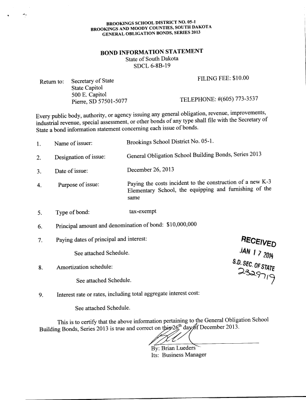 BROOKINGS SCHOOL DISTRICT NO. 05-1
BROOKINGS AND MOODY COUNTIES, SOUTH DAKOTA
GENERAL OBLIGATION BONDS, SERIES 2013
BOND INFORMATION STATEMENT
State of South Dakota
SDCL 6-8B-19
Return to: Secretary of State FILING FEE: $10.00
State Capitol
500 E. Capitol
Pierre, SD 57501-5077 TELEPHONE: #(605) 773-3537
Every public body, authority, or agency issuing any general obligation, revenue, improvements,
industrial revenue, special assessment, or other bonds of any type shall file with the Secretary of
State a bond information statement concerning each issue of bonds.
1. Name of issuer: Brookings School District No. 05-1.
2. Designation of issue: General Obligation School Building Bonds, Series 2013
3. Date of issue: December 26, 2013
4. Purpose of issue: Paying the costs incident to the construction of a new K-3
Elementary School, the equipping and furnishing of the
same
5. Type of bond: tax-exempt
6. Principal amount and denomination of bond: $10,000,000
7. Paying dates of principal and interest:
See attached Schedule.
RECEIVED
JAN 17 2014
S.D. SEC. OF STATE
2329719
8. Amortization schedule:
See attached Schedule.
9. Interest rate or rates, including total aggregate interest cost:
See attached Schedule.
This is to certify that the above information pertaining to the General Obligation School
Building Bonds, Series 2013 is true and correct on this 26th day of December 2013.
By: Brian Lueders
Its: Business Manager